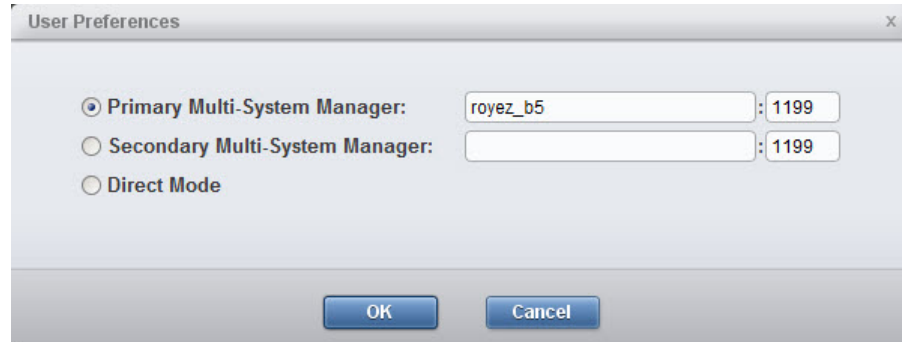 User Preferences x
Primary Multi-System Manager: royez_b5 : 1199
Secondary Multi-System Manager: : 1199
Direct Mode
OK Cancel